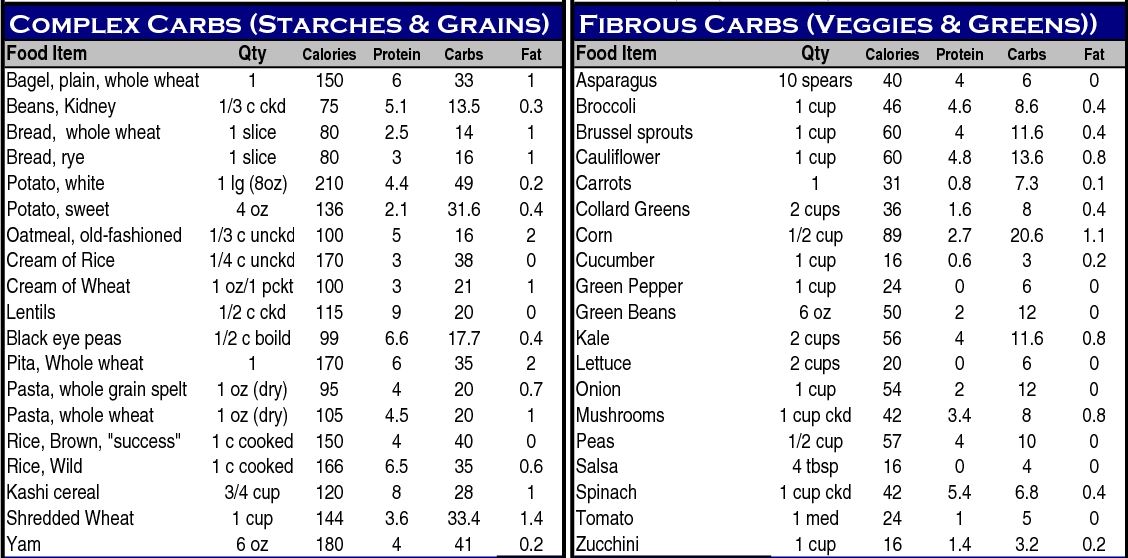 COMPLEX CARBS (STARCHES & GRAINS)
Food Item Qty Calories Protein Carbs Fat
Bagel, plain, whole wheat 1 150 6 33 1
Beans, Kidney 1/3 c ckd 75 5.1 13.5 0.3
Bread, whole wheat 1 slice 80 2.5 14 1
Bread, rye 1 slice 80 3 16 1
Potato, white 1 lg (8oz) 210 4.4 49 0.2
Potato, sweet 4 oz 136 2.1 31.6 0.4
Oatmeal, old-fashioned 1/3 c unckd 100 5 16 2
Cream of Rice 1/4 c unckd 170 3 38 0
Cream of Wheat 1 oz/1 pckt 100 3 21 1
Lentils 1/2 c ckd 115 9 20 0
Black eye peas 1/2 c boild 99 6.6 17.7 0.4
Pita, Whole wheat 1 170 6 35 2
Pasta, whole grain spelt 1 oz (dry) 95 4 20 0.7
Pasta, whole wheat 1 oz (dry) 105 4.5 20 1
Rice, Brown, "success" 1 c cooked 150 4 40 0
Rice, Wild 1 c cooked 166 6.5 35 0.6
Kashi cereal 3/4 cup 120 8 28 1
Shredded Wheat 1 cup 144 3.6 33.4 1.4
Yam 6 oz 180 4 41 0.2
FIBROUS CARBS (VEGGIES & GREENS))
Food Item Qty Calories Protein Carbs Fat
Asparagus 10 spears 40 4 6 0
Broccoli 1 cup 46 4.6 8.6 0.4
Brussel sprouts 1 cup 60 4 11.6 0.4
Cauliflower 1 cup 60 4.8 13.6 0.8
Carrots 1 31 0.8 7.3 0.1
Collard Greens 2 cups 36 1.6 8 0.4
Corn 1/2 cup 89 2.7 20.6 1.1
Cucumber 1 cup 16 0.6 3 0.2
Green Pepper 1 cup 24 0 6 0
Green Beans 6 oz 50 2 12 0
Kale 2 cups 56 4 11.6 0.8
Lettuce 2 cups 20 0 6 0
Onion 1 cup 54 2 12 0
Mushrooms 1 cup ckd 42 3.4 8 0.8
Peas 1/2 cup 57 4 10 0
Salsa 4 tbsp 16 0 4 0
Spinach 1 cup ckd 42 5.4 6.8 0.4
Tomato 1 med 24 1 5 0
Zucchini 1 cup 16 1.4 3.2 0.2